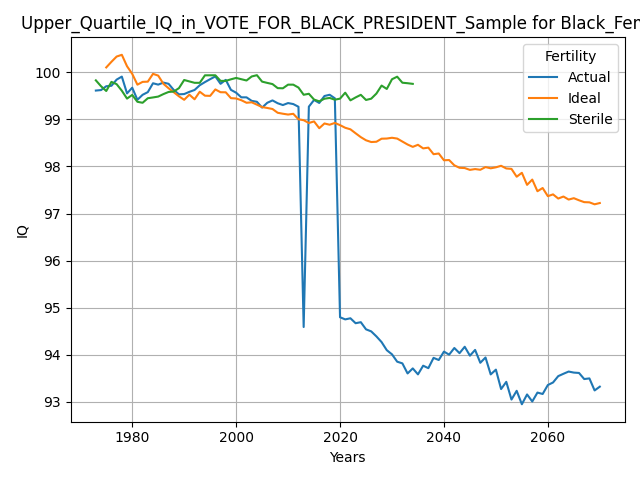 Upper_Quartile_IQ_in_VOTE_FOR_BLACK_PRESIDENT_Sample for Black_Fem
Fertility
Actual
Ideal
Sterile
IQ
100
99
98
97
96
95
94
93
1980
2000
2020
2040
2060
Years